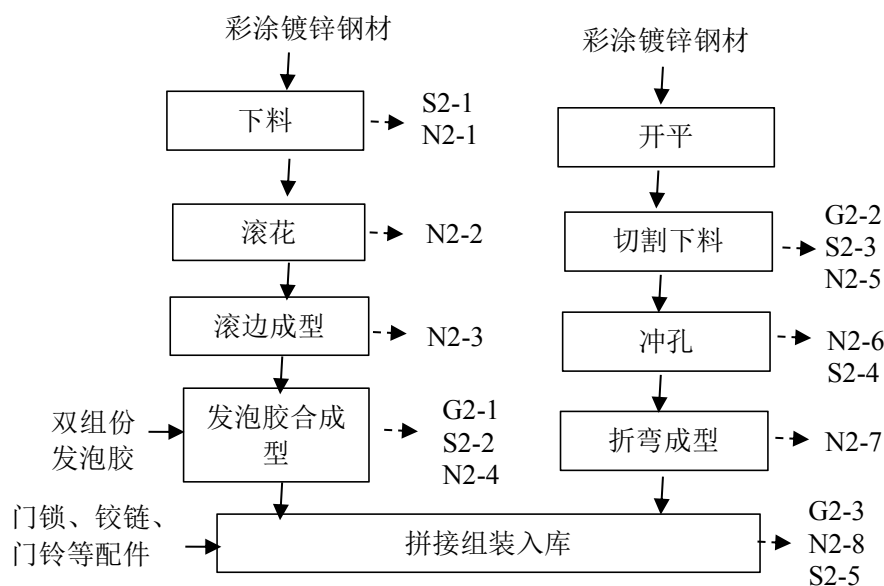 彩涂镀锌钢材
下料
S2-1
N2-1
滚花
N2-2
滚边成型
N2-3
双组份
发泡胶
发泡胶合成
型
G2-1
S2-2
N2-4
彩涂镀锌钢材
开平
切割下料
G2-2
S2-3
N2-5
冲孔
N2-6
S2-4
折弯成型
N2-7
门锁、铰链、
门铃等配件
拼接组装入库
G2-3
N2-8
S2-5